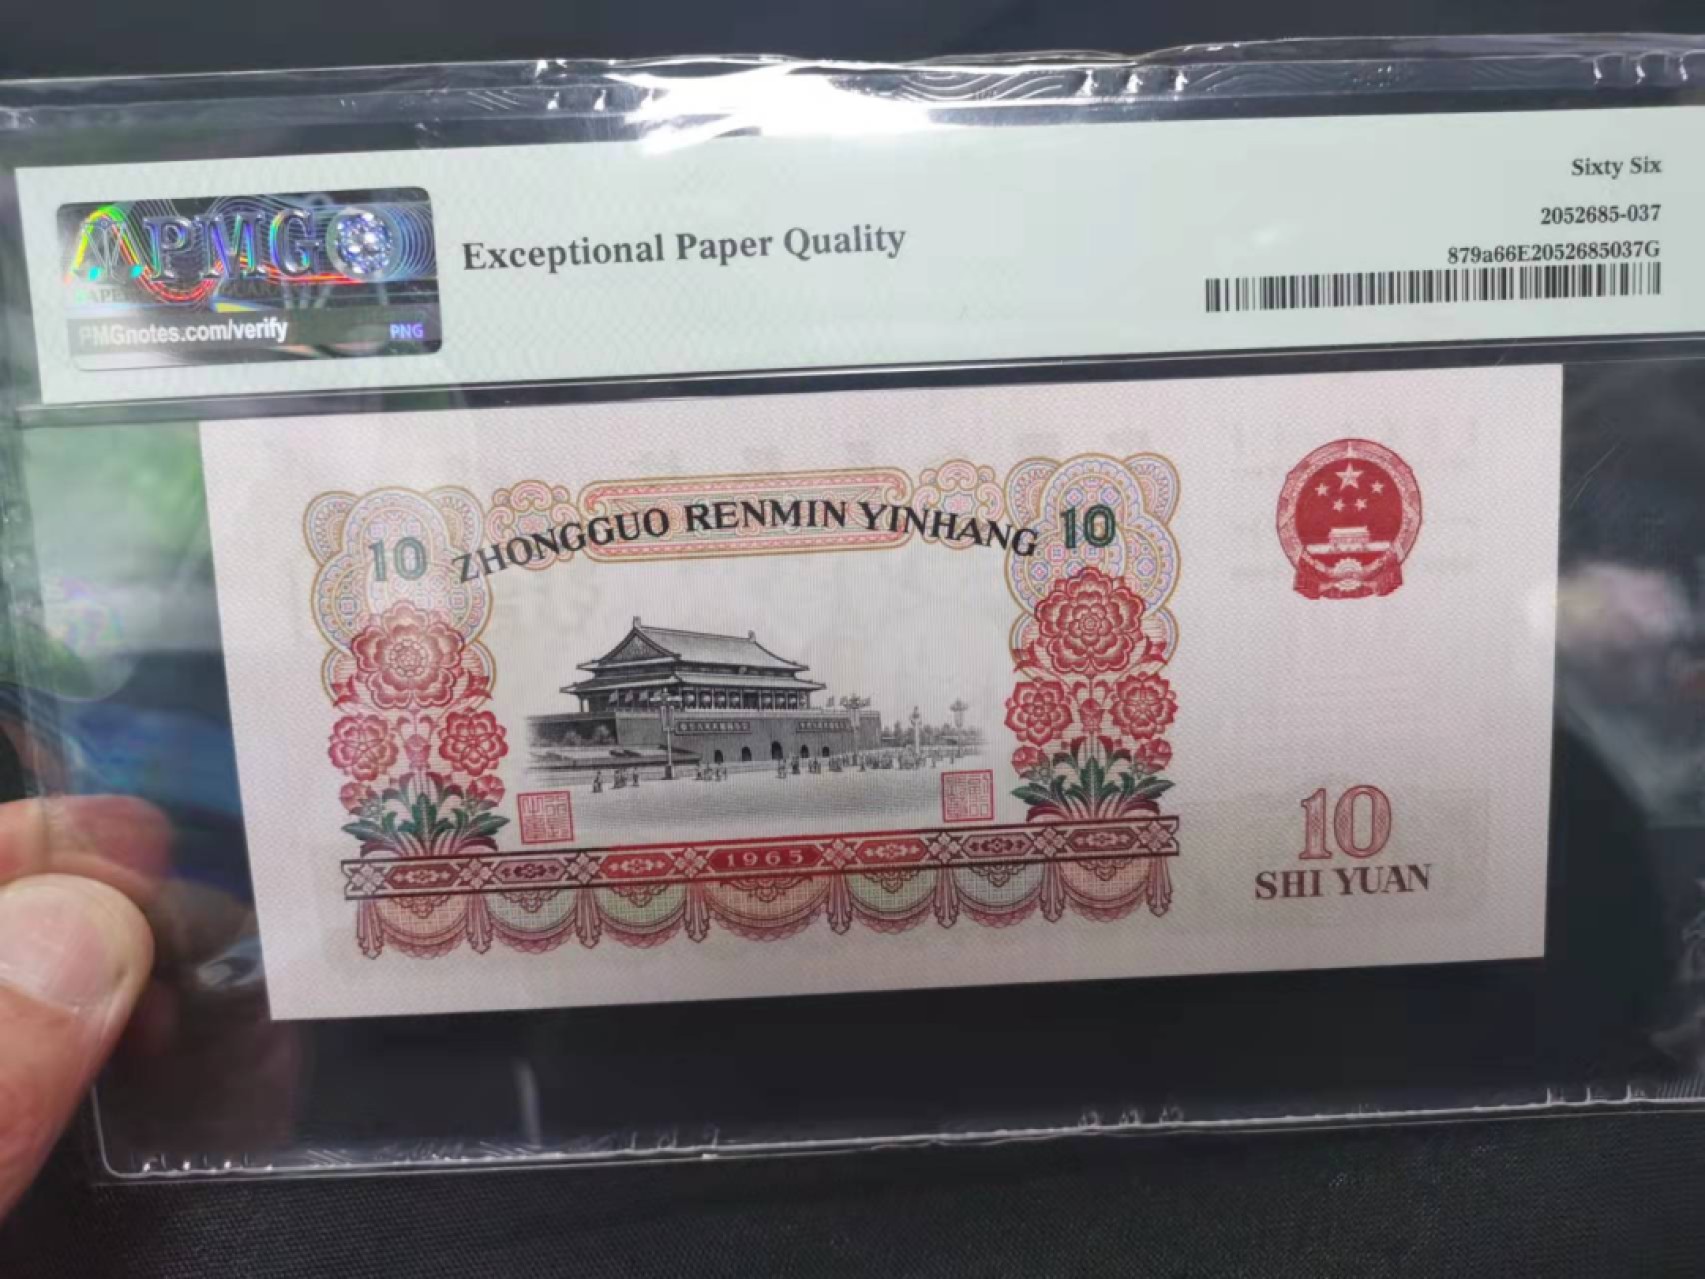 PMG
PMGnotes.com/verify
PNG
Exceptional Paper Quality
Sixty Six
2052685-037
879a66E2052685037G
10 ZHONGGUO RENMIN YINHANG 10
1965
10
SHI YUAN